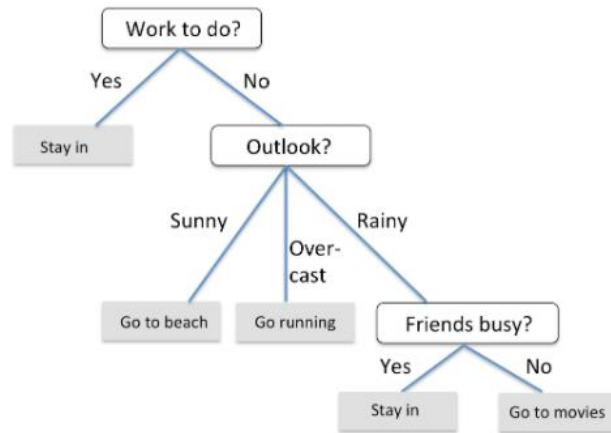 Work to do?
Yes
No
Stay in
Outlook?
Sunny
Over-
cast
Rainy
Go to beach
Go running
Friends busy?
Yes
No
Stay in
Go to movies